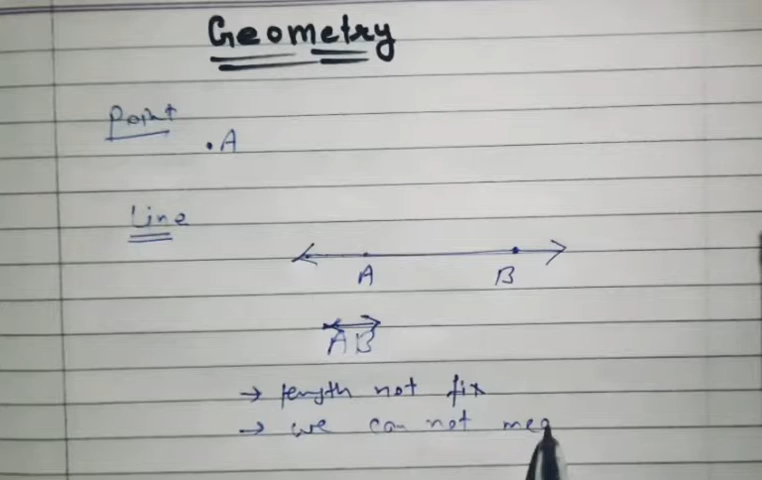 Geometry
Point
. A
Line
A B
AB
→ length not fix
→ we can not mea